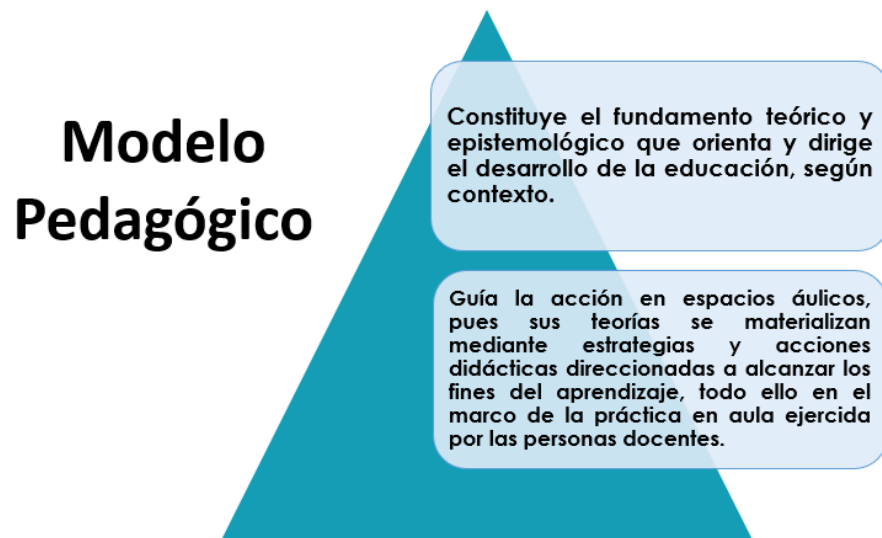 Modelo
Pedagógico
Constituye el fundamento teórico y
epistemológico que orienta y dirige
el desarrollo de la educación, según
contexto.
Guía la acción en espacios áulicos,
pues sus teorías se materializan
mediante estrategias y acciones
didácticas direccionadas a alcanzar los
fines del aprendizaje, todo ello en el
marco de la práctica en aula ejercida
por las personas docentes.